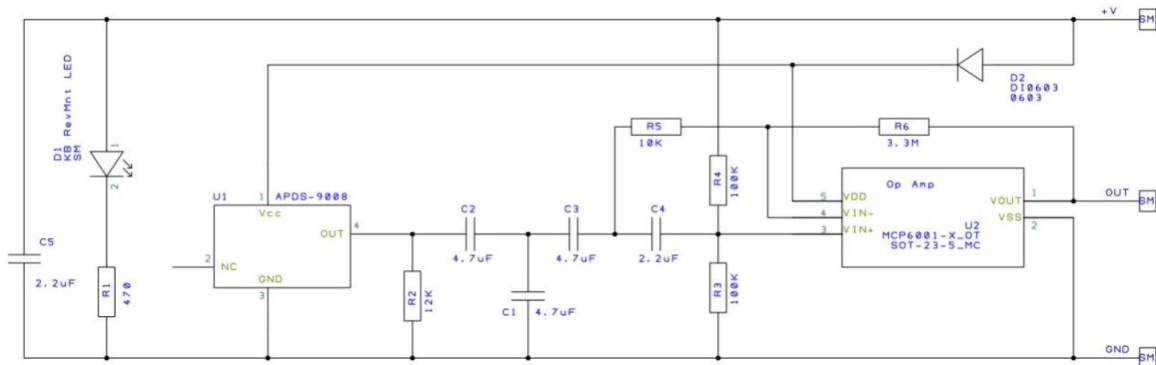 +V
SM
D2
DI0603
0603
D1
KB RevMnt LED
SM
1
2
R5
10K
R6
3.3M
R4
100K
Op Amp
U1
1
APDS-9008
Vcc
OUT
4
2
NC
GND
3
C2
4.7uF
C3
4.7uF
C4
2.2uF
5
VDD
4
VIN-
3
VIN+
VOUT
1
VSS
2
U2
MCP6001-X_OT
SOT-23-5_MC
OUT
SM
C5
2.2uF
R1
470
R2
12K
C1
4.7uF
R3
100K
GND
SM